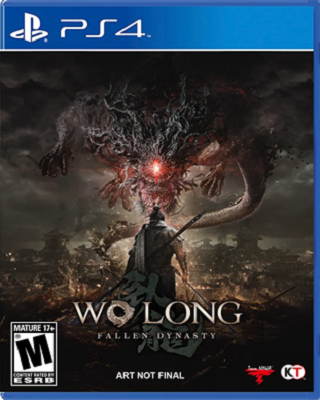 PS4
WO LONG
FALLEN DYNASTY
MATURE 17+
M
CONTENT RATED BY
ESRB
ART NOT FINAL
KT